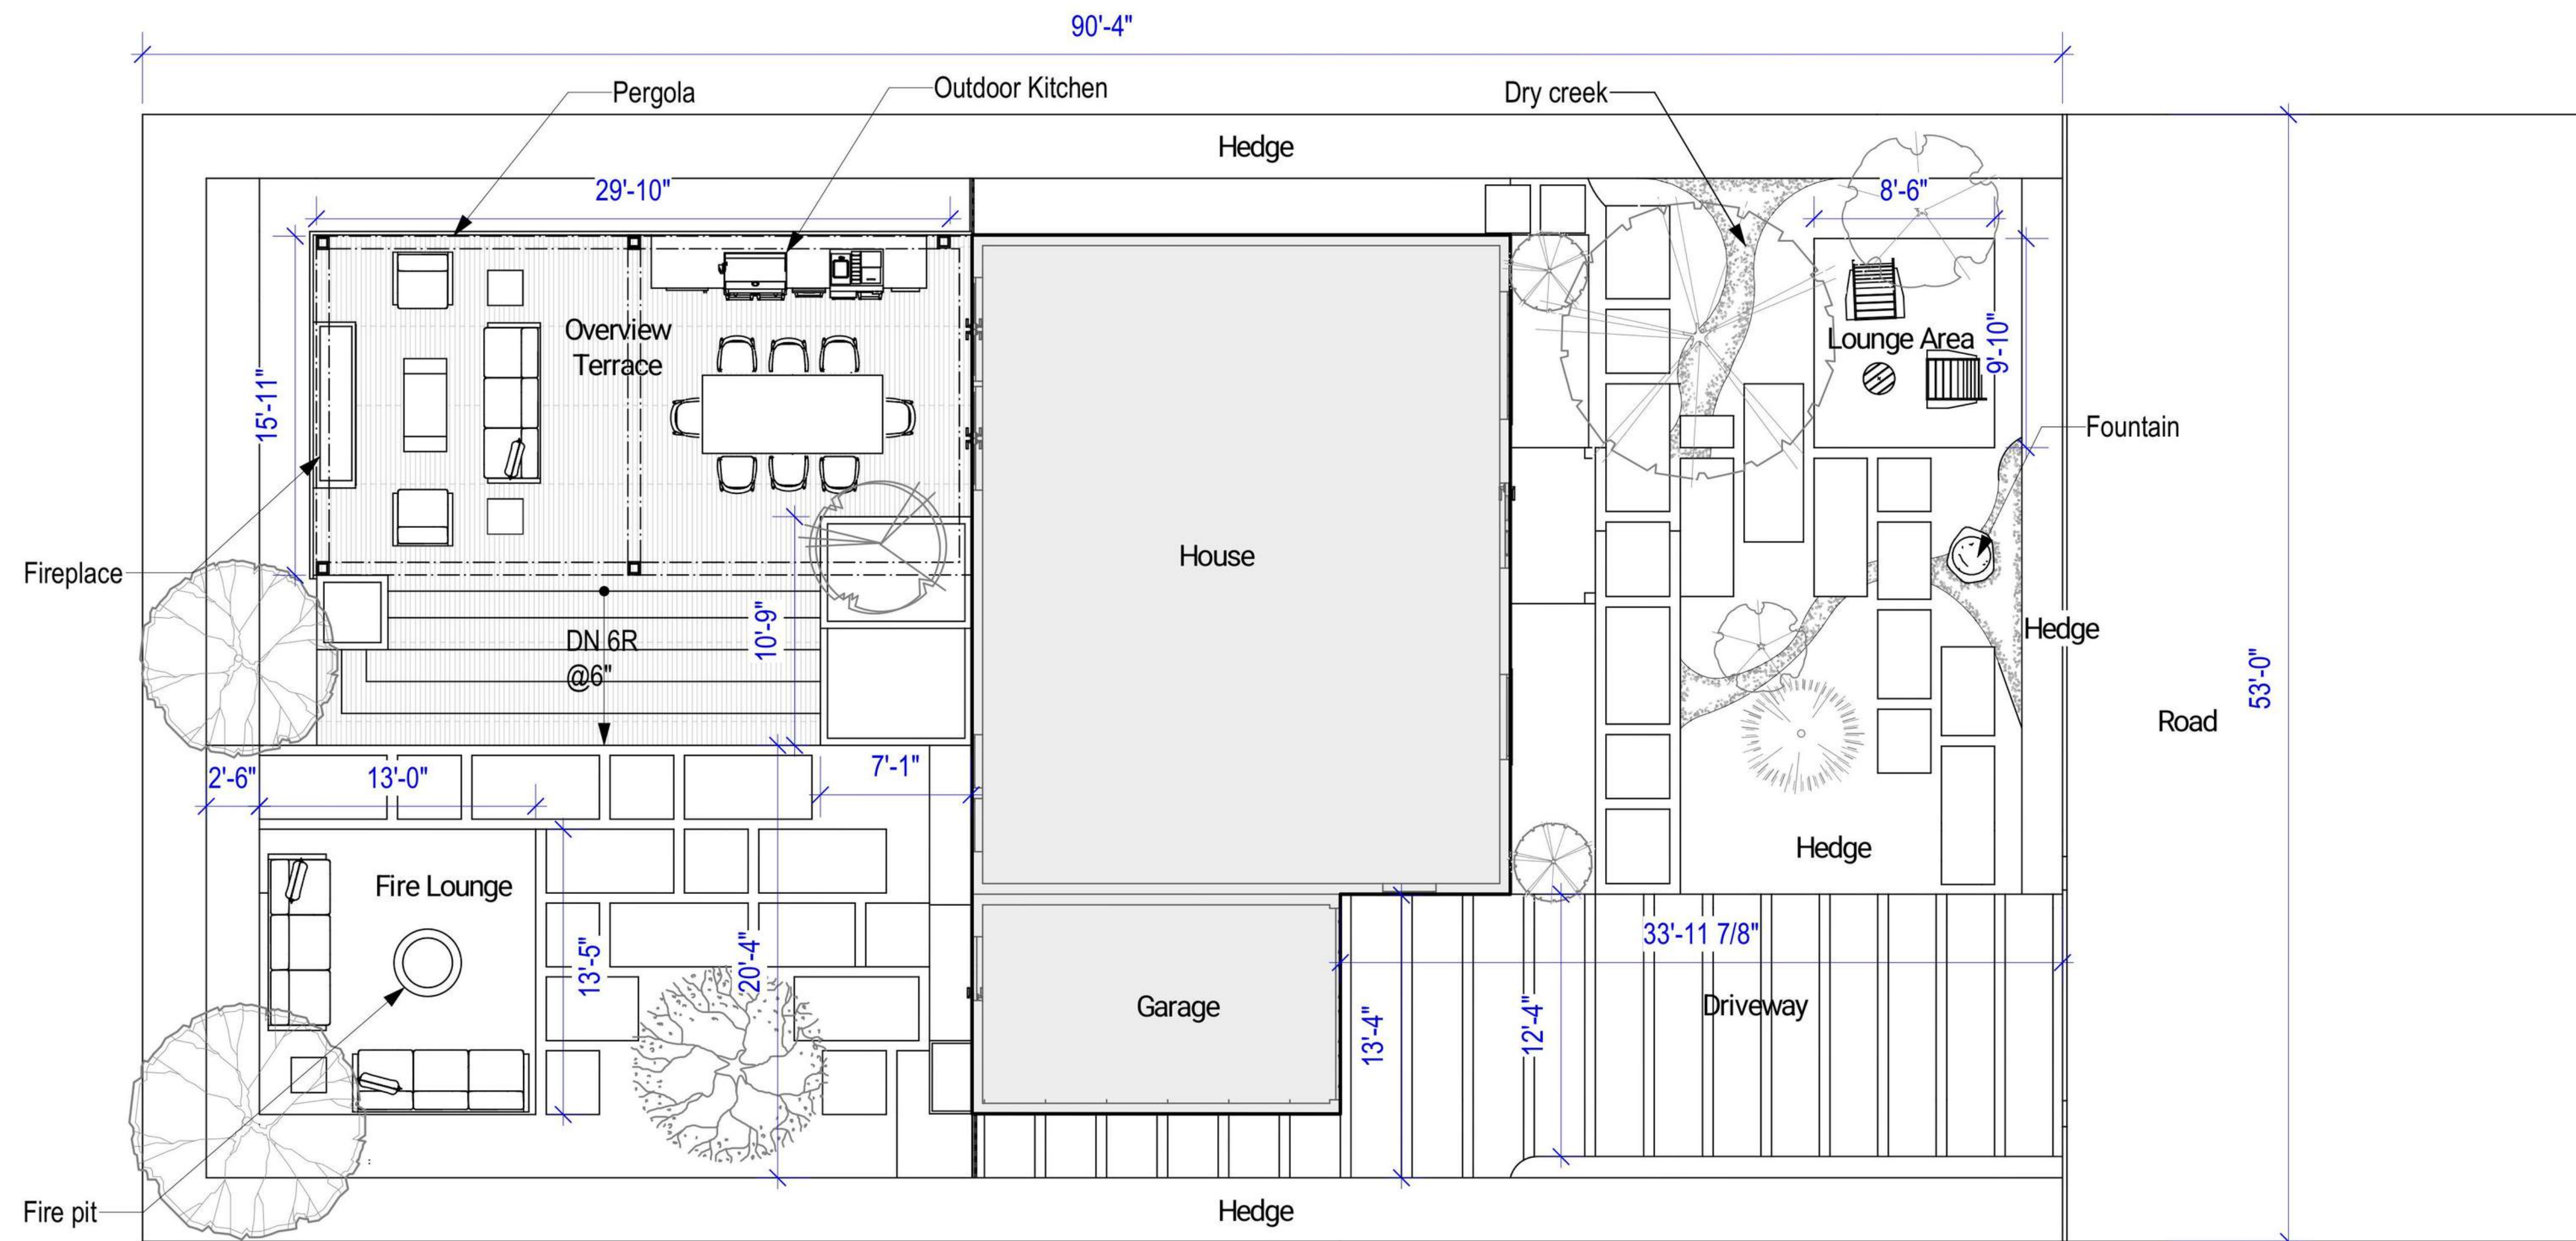 90'-4"
Pergola
Outdoor Kitchen
Dry creek
Hedge
29'-10"
8'-6"
Overview
Terrace
Lounge Area
9'-10"
15'-11"
Fountain
House
Fireplace
10'-9"
DN 6R
@6"
Hedge
53'-0"
Road
2'-6"
13'-0"
7'-1"
Hedge
Fire Lounge
33'-11 7/8"
13'-5"
20'-4"
Garage
13'-4"
12'-4"
Driveway
Fire pit
Hedge